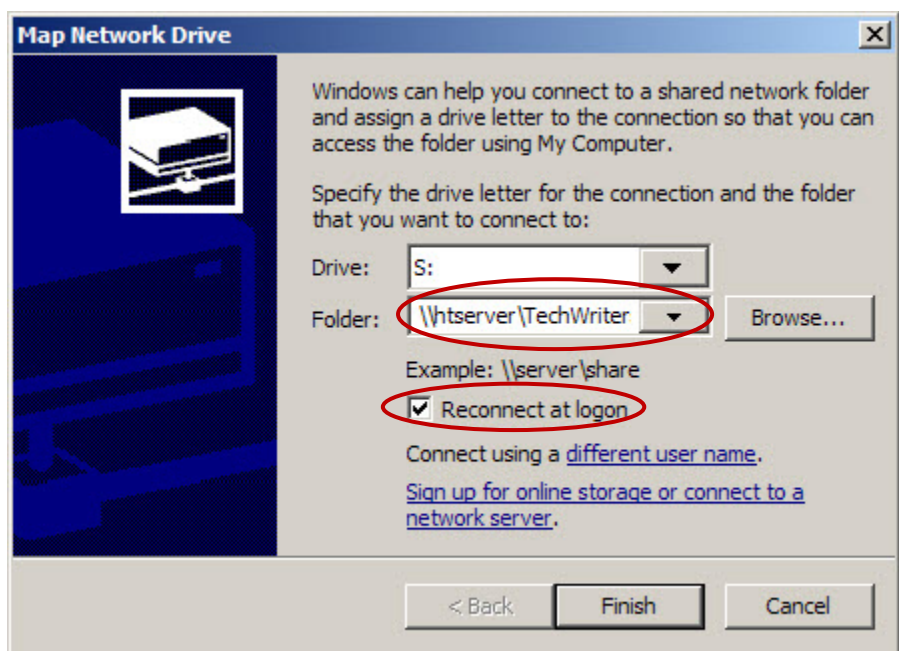 Map Network Drive
Windows can help you connect to a shared network folder
and assign a drive letter to the connection so that you can
access the folder using My Computer.
Specify the drive letter for the connection and the folder
that you want to connect to:
Drive: S:
Folder: \\htserver\TechWriter Browse...
Example: \\server\share
Reconnect at logon
Connect using a different user name.
Sign up for online storage or connect to a
network server.
< Back Finish Cancel